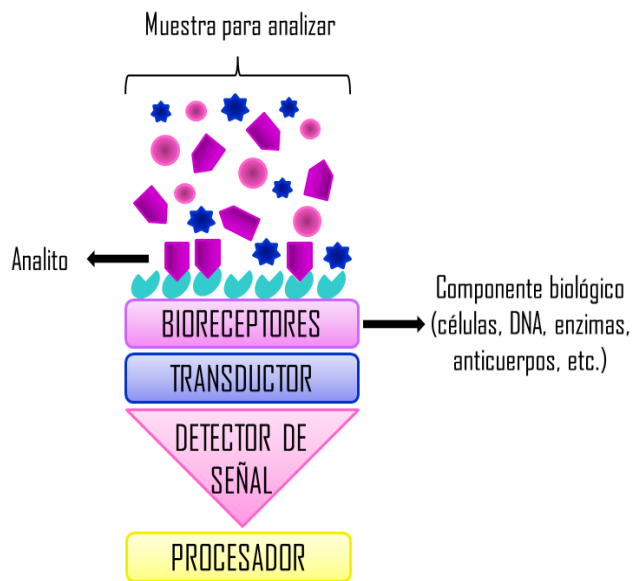 Muestra para analizar
Analito
BIORECEPTORES
Componente biológico
(células, DNA, enzimas,
anticuerpos, etc.)
TRANSDUCTOR
DETECTOR DE
SEÑAL
PROCESADOR